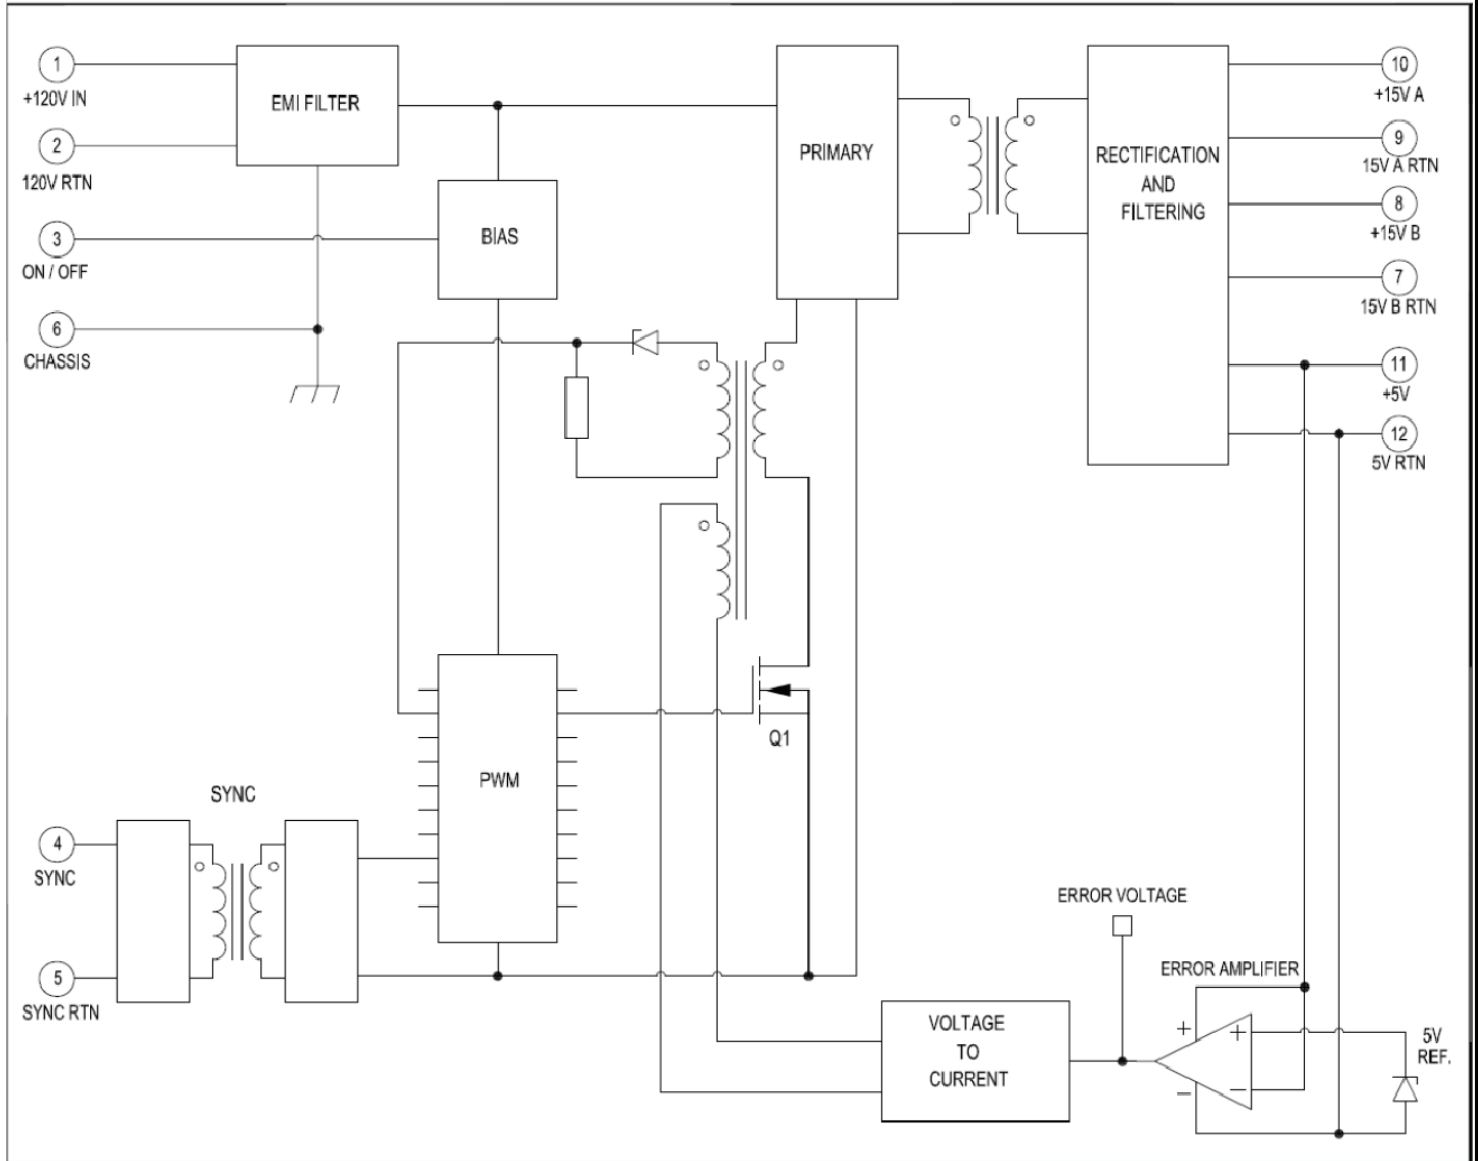 1
+120V IN
2
120V RTN
3
ON / OFF
6
CHASSIS
EMI FILTER
BIAS
PRIMARY
RECTIFICATION
AND
FILTERING
10
+15V A
9
15V A RTN
8
+15V B
7
15V B RTN
11
+5V
12
5V RTN
Q1
PWM
SYNC
4
SYNC
5
SYNC RTN
ERROR VOLTAGE
ERROR AMPLIFIER
VOLTAGE
TO
CURRENT
+
+
−
−
5V
REF.